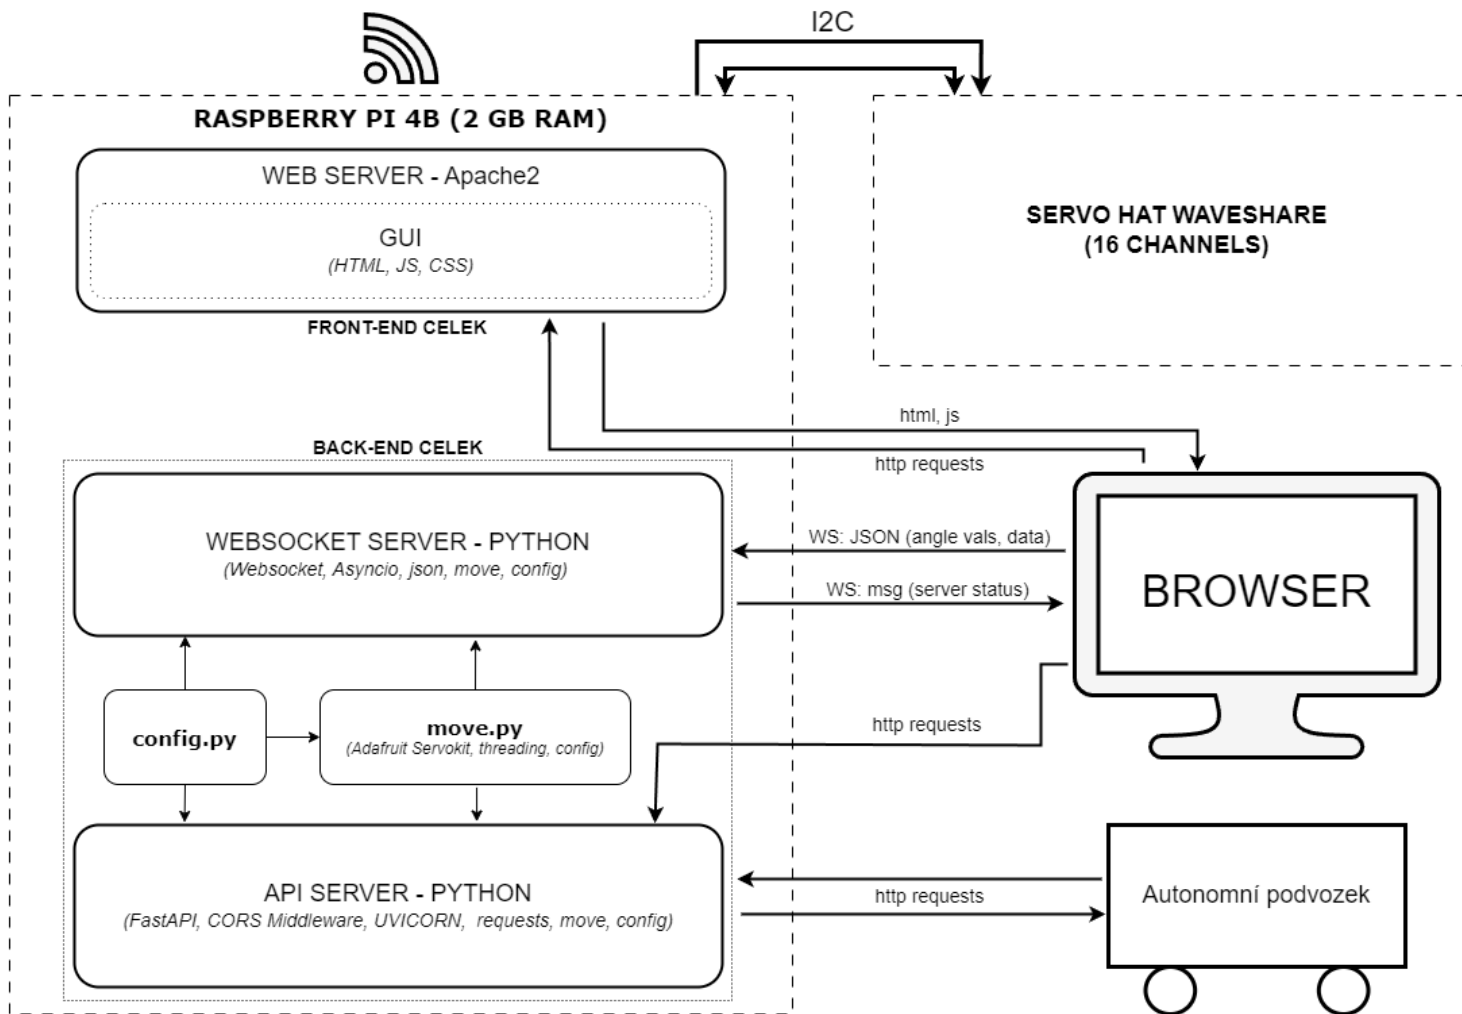 I2C
RASPBERRY PI 4B (2 GB RAM)
WEB SERVER - Apache2
GUI
(HTML, JS, CSS)
FRONT-END CELEK
SERVO HAT WAVESHARE
(16 CHANNELS)
html, js
http requests
BACK-END CELEK
WEBSOCKET SERVER - PYTHON
(Websocket, Asyncio, json, move, config)
WS: JSON (angle vals, data)
WS: msg (server status)
BROWSER
config.py
move.py
(Adafruit Servokit, threading, config)
http requests
API SERVER - PYTHON
(FastAPI, CORS Middleware, UVICORN, requests, move, config)
http requests
Autonomní podvozek